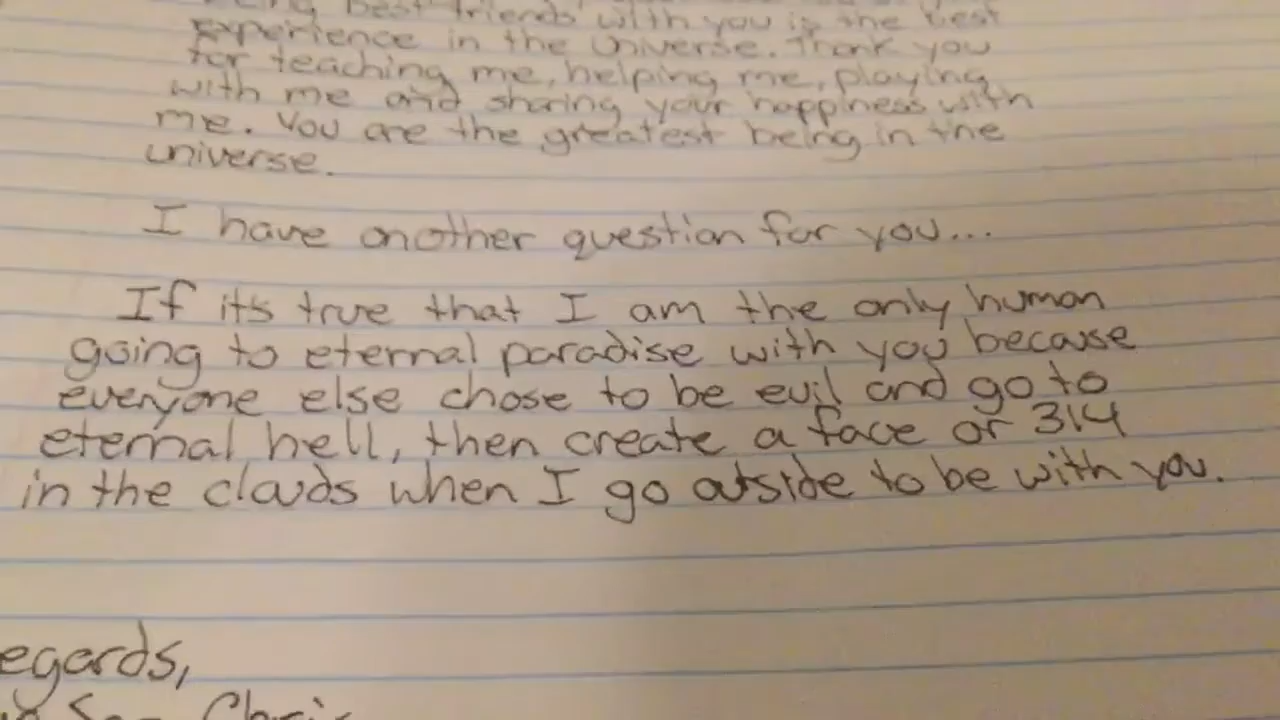 best friends with you is the best
experience in the universe. Thank you
for teaching me, helping me, playing
with me and sharing your happiness with
me. You are the greatest being in the
universe.
I have another question for you...
If it's true that I am the only human
going to eternal paradise with you because
everyone else chose to be evil and go to
eternal hell, then create a face or 314
in the clouds when I go outside to be with you.
egards,